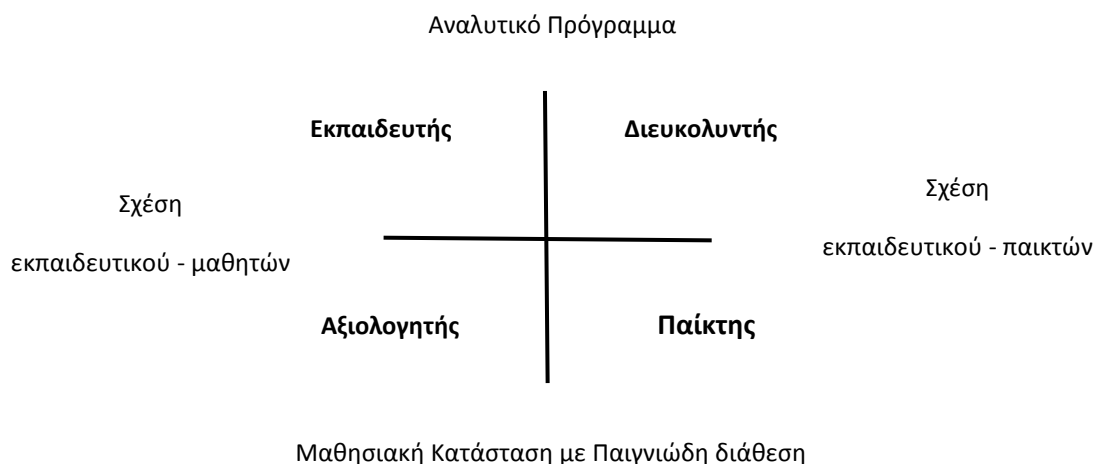 Αναλυτικό Πρόγραμμα
Εκπαιδευτής
Διευκολυντής
Σχέση
εκπαιδευτικού - μαθητών
Σχέση
εκπαιδευτικού - παικτών
Αξιολογητής
Παίκτης
Μαθησιακή Κατάσταση με Παιγνιώδη διάθεση